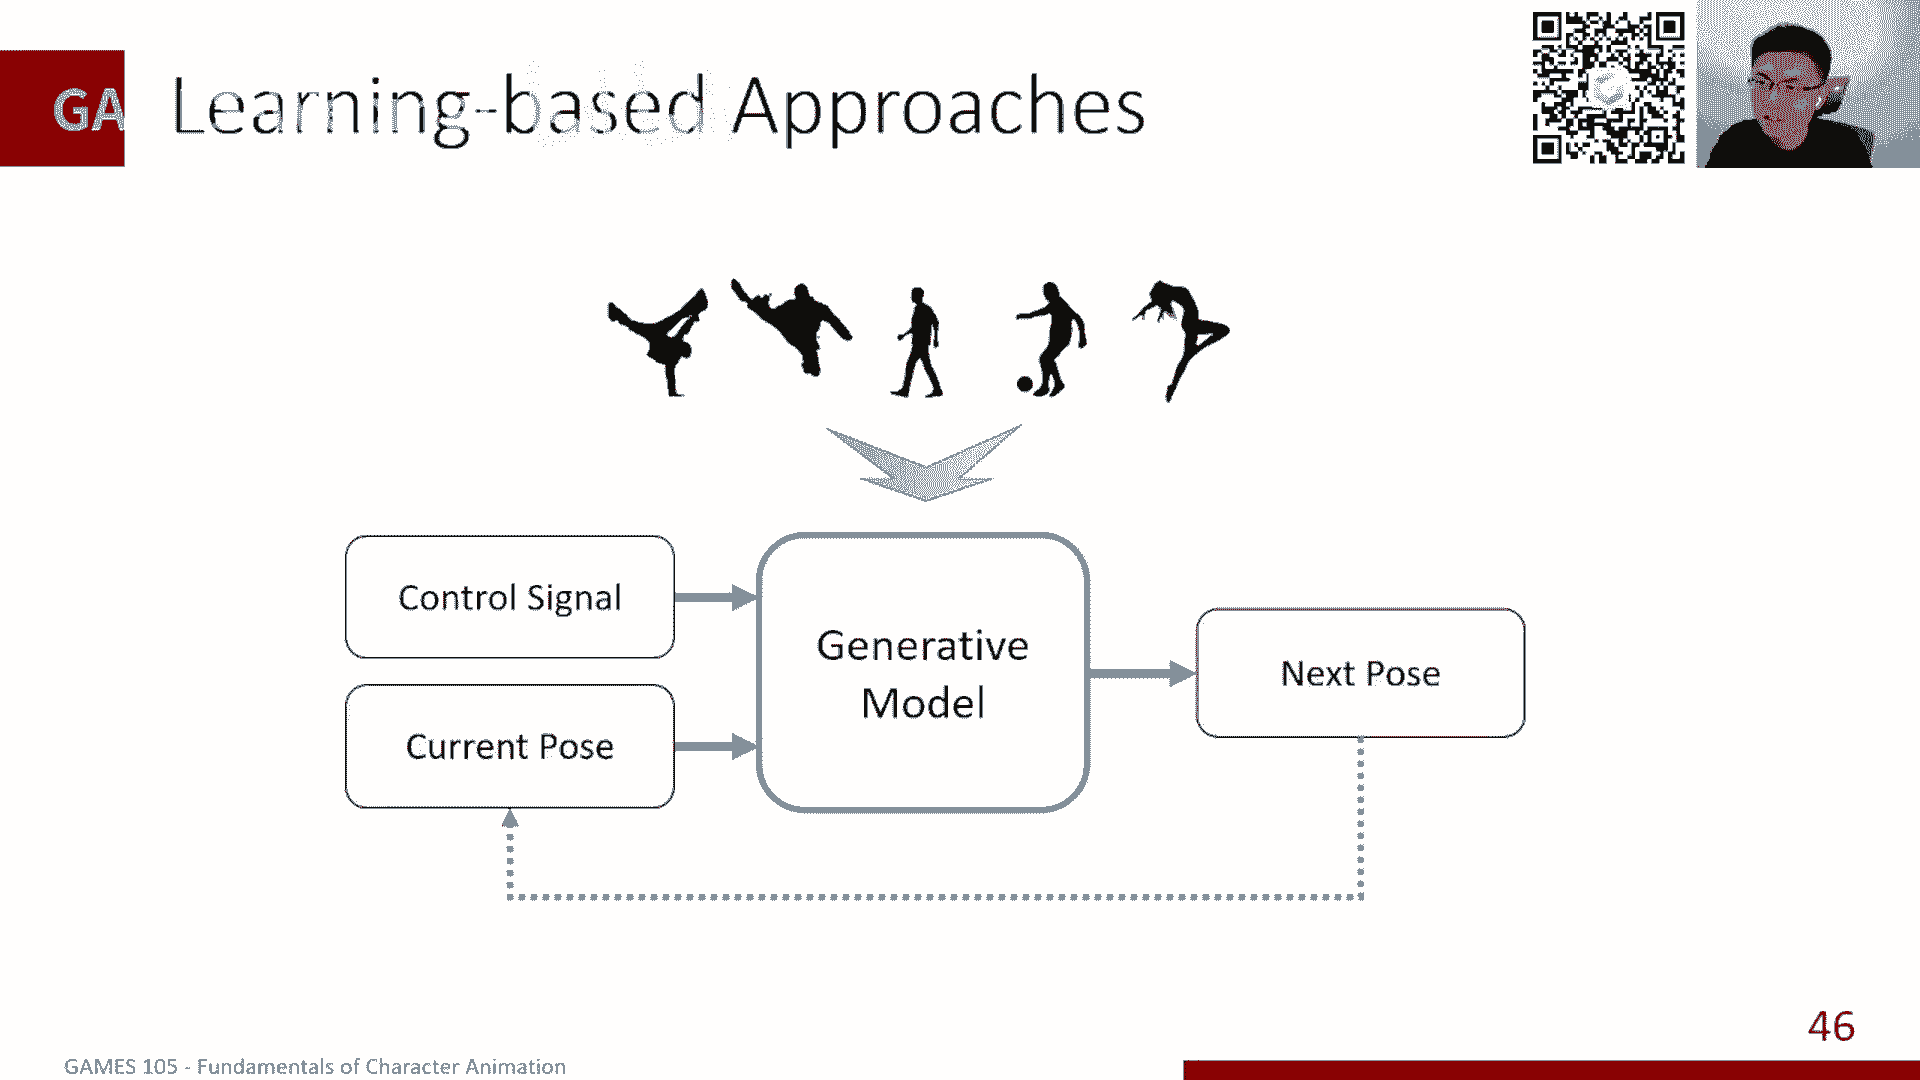 GA
Learning-based Approaches
Control Signal
Current Pose
Generative
Model
Next Pose
46
GAMES 105 - Fundamentals of Character Animation